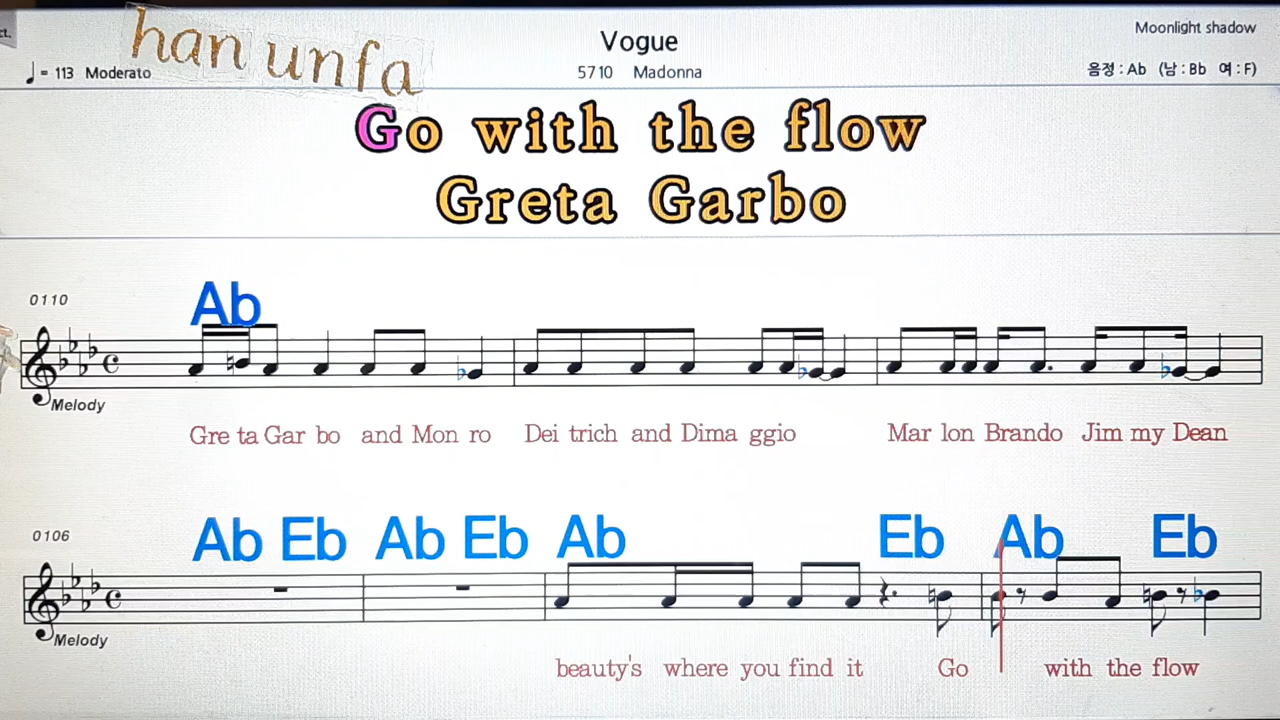 ct.
han unfa
Vogue
Moonlight shadow
♩= 113 Moderato
5710 Madonna
음정 : Ab (남 : Bb 여 : F)
Go with the flow
Greta Garbo
0110
Ab
Melody
Gre ta Gar bo and Mon ro Dei trich and Dima ggio Mar lon Brando Jim my Dean
0106
Ab Eb Ab Eb Ab Eb Ab Eb
Melody
beauty's where you find it Go with the flow